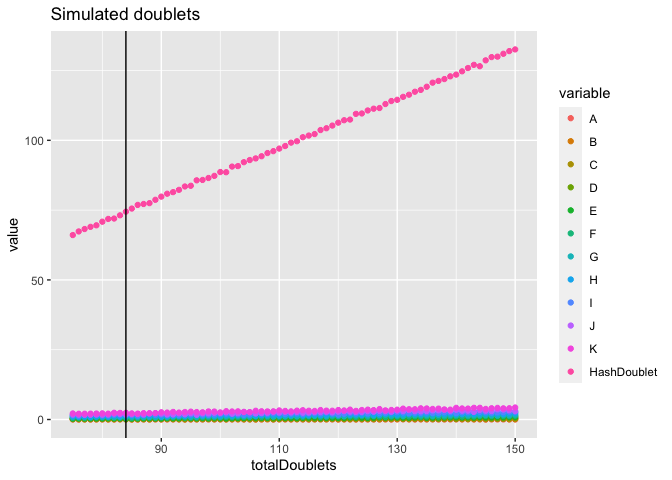 Simulated doublets
value
100
50
0
90
110
130
150
totalDoublets
variable
A
B
C
D
E
F
G
H
I
J
K
HashDoublet